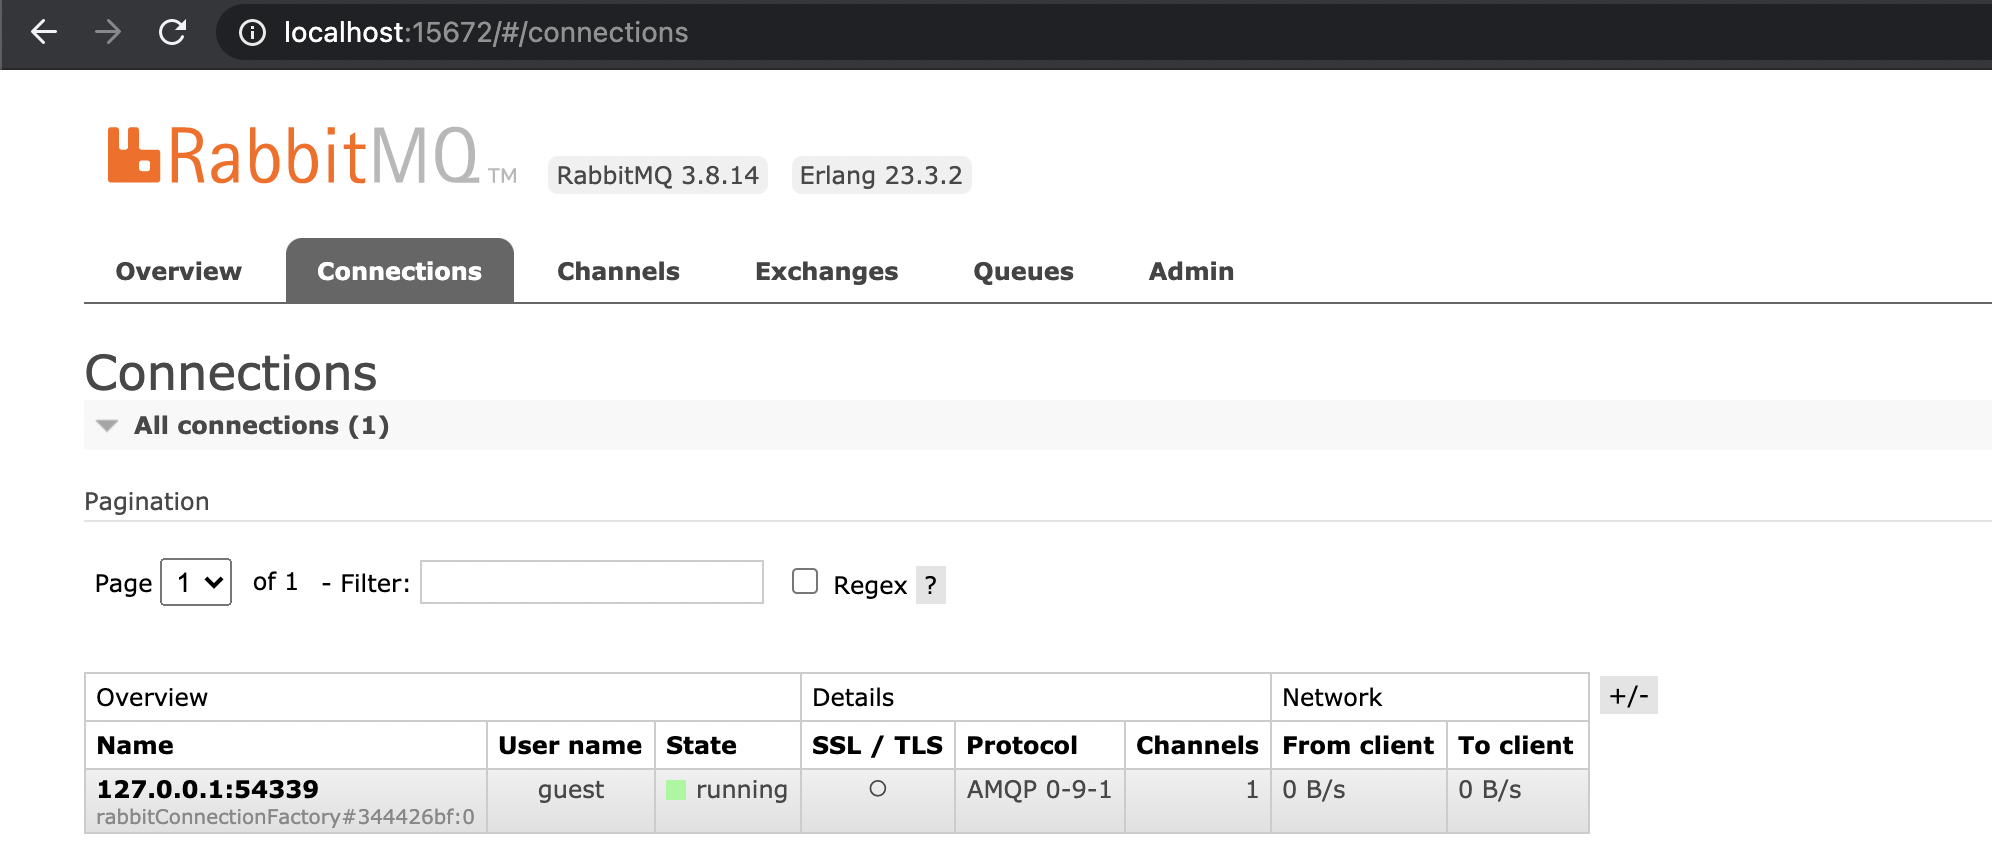 localhost:15672/#/connections
RabbitMQ TM RabbitMQ 3.8.14 Erlang 23.3.2
Overview Connections Channels Exchanges Queues Admin
Connections
All connections (1)
Pagination
Page 1 of 1 - Filter: Regex ?
Overview Details Network +/-
Name User name State SSL / TLS Protocol Channels From client To client
127.0.0.1:54339 guest running ○ AMQP 0-9-1 1 0 B/s 0 B/s
rabbitConnectionFactory#344426bf:0